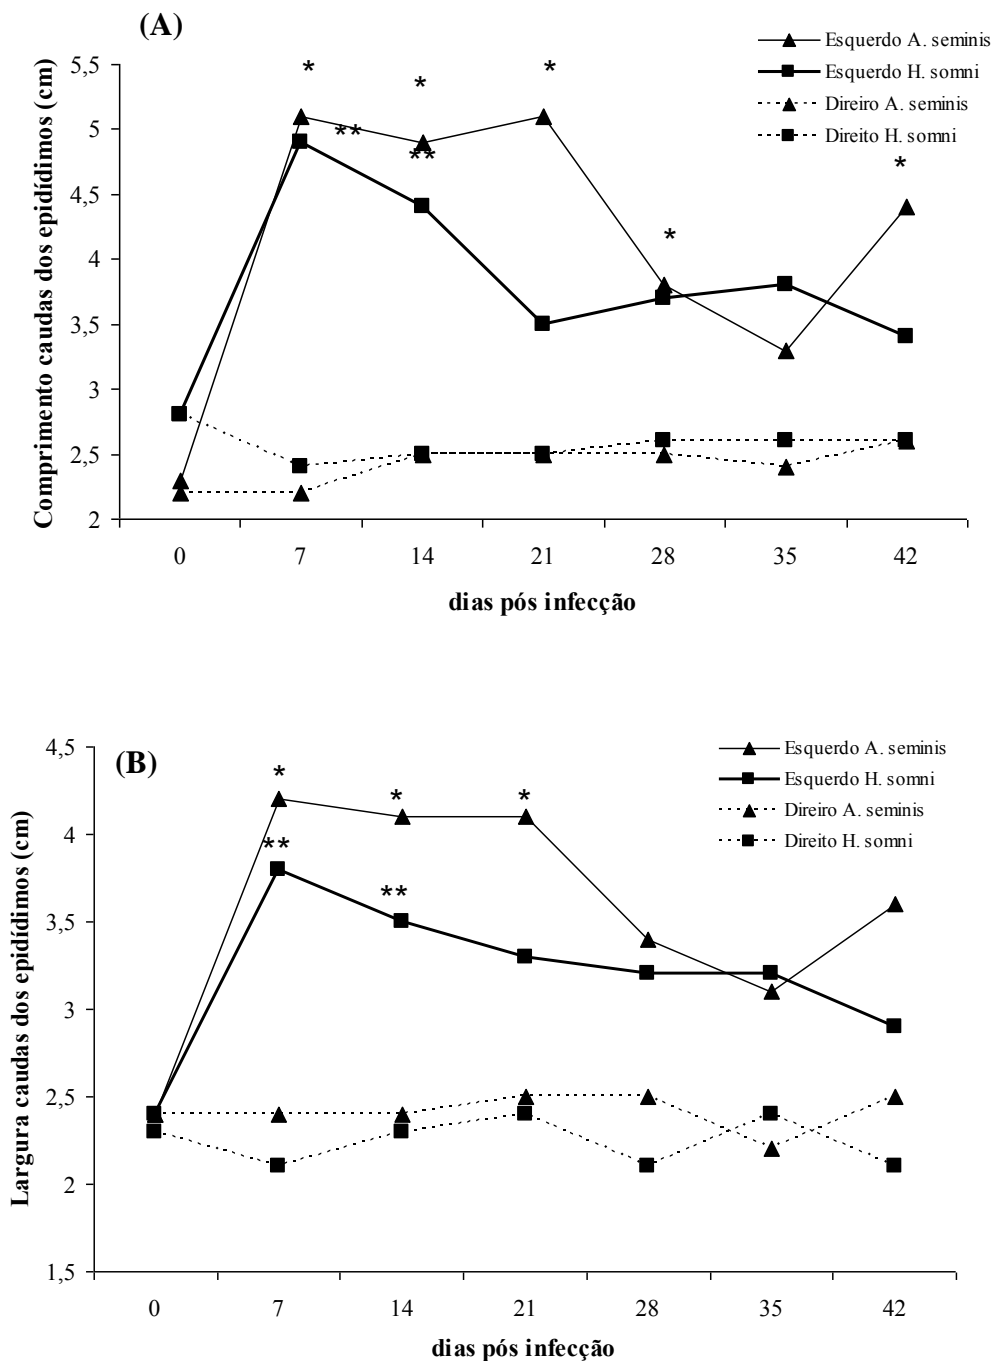 (A)
Esquerdo A. seminis
Esquerdo H. somni
Direiro A. seminis
Direito H. somni
Comprimento caudas dos epidídimos (cm)
5,5
5
4,5
4
3,5
3
2,5
2
* * *
** **
*
*
0 7 14 21 28 35 42
dias pós infecção
(B)
Esquerdo A. seminis
Esquerdo H. somni
Direiro A. seminis
Direito H. somni
Largura caudas dos epidídimos (cm)
4,5
4
3,5
3
2,5
2
1,5
* * *
**
**
0 7 14 21 28 35 42
dias pós infecção